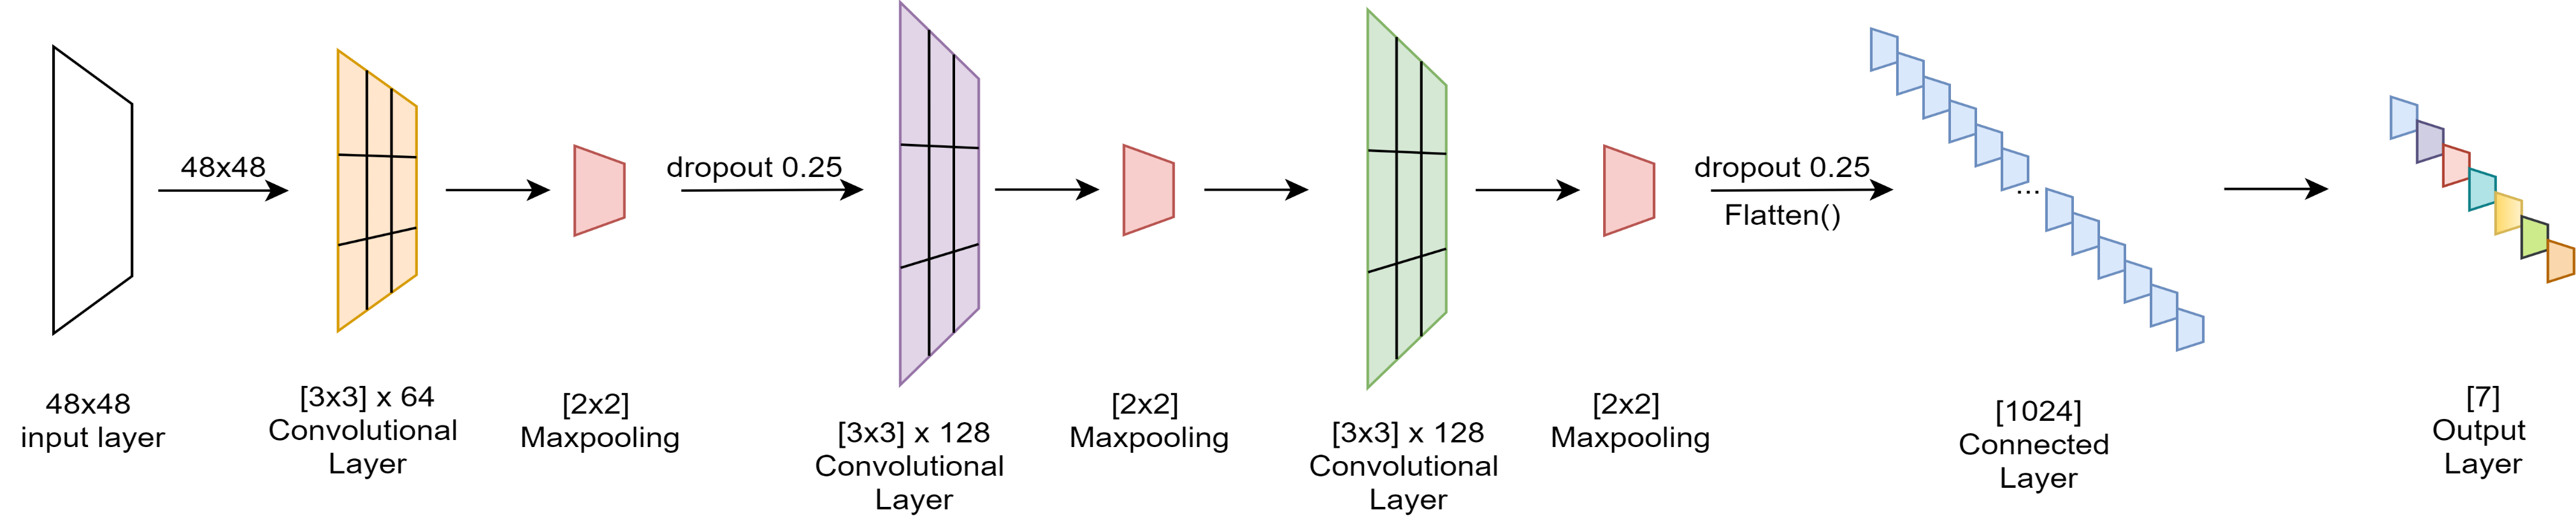 48x48
dropout 0.25
dropout 0.25
Flatten()
...
48x48
input layer
[3x3] x 64
Convolutional
Layer
[2x2]
Maxpooling
[3x3] x 128
Convolutional
Layer
[2x2]
Maxpooling
[3x3] x 128
Convolutional
Layer
[2x2]
Maxpooling
[1024]
Connected
Layer
[7]
Output
Layer